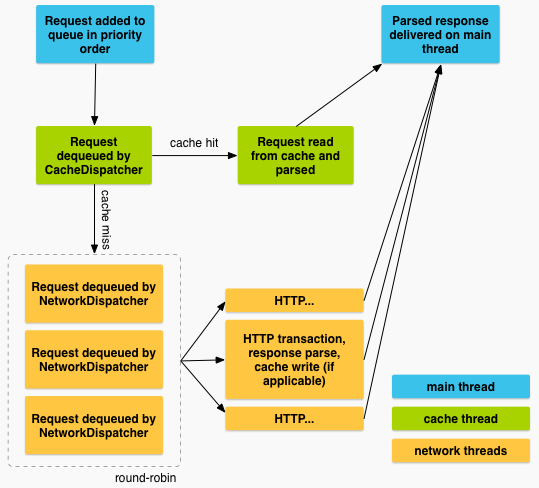 Request added to
queue in priority
order
Parsed response
delivered on main
thread
Request
dequeued by
CacheDispatcher
cache hit
Request read
from cache and
parsed
cache miss
Request dequeued by
NetworkDispatcher
Request dequeued by
NetworkDispatcher
Request dequeued by
NetworkDispatcher
round-robin
HTTP...
HTTP transaction,
response parse,
cache write (if
applicable)
HTTP...
main thread
cache thread
network threads